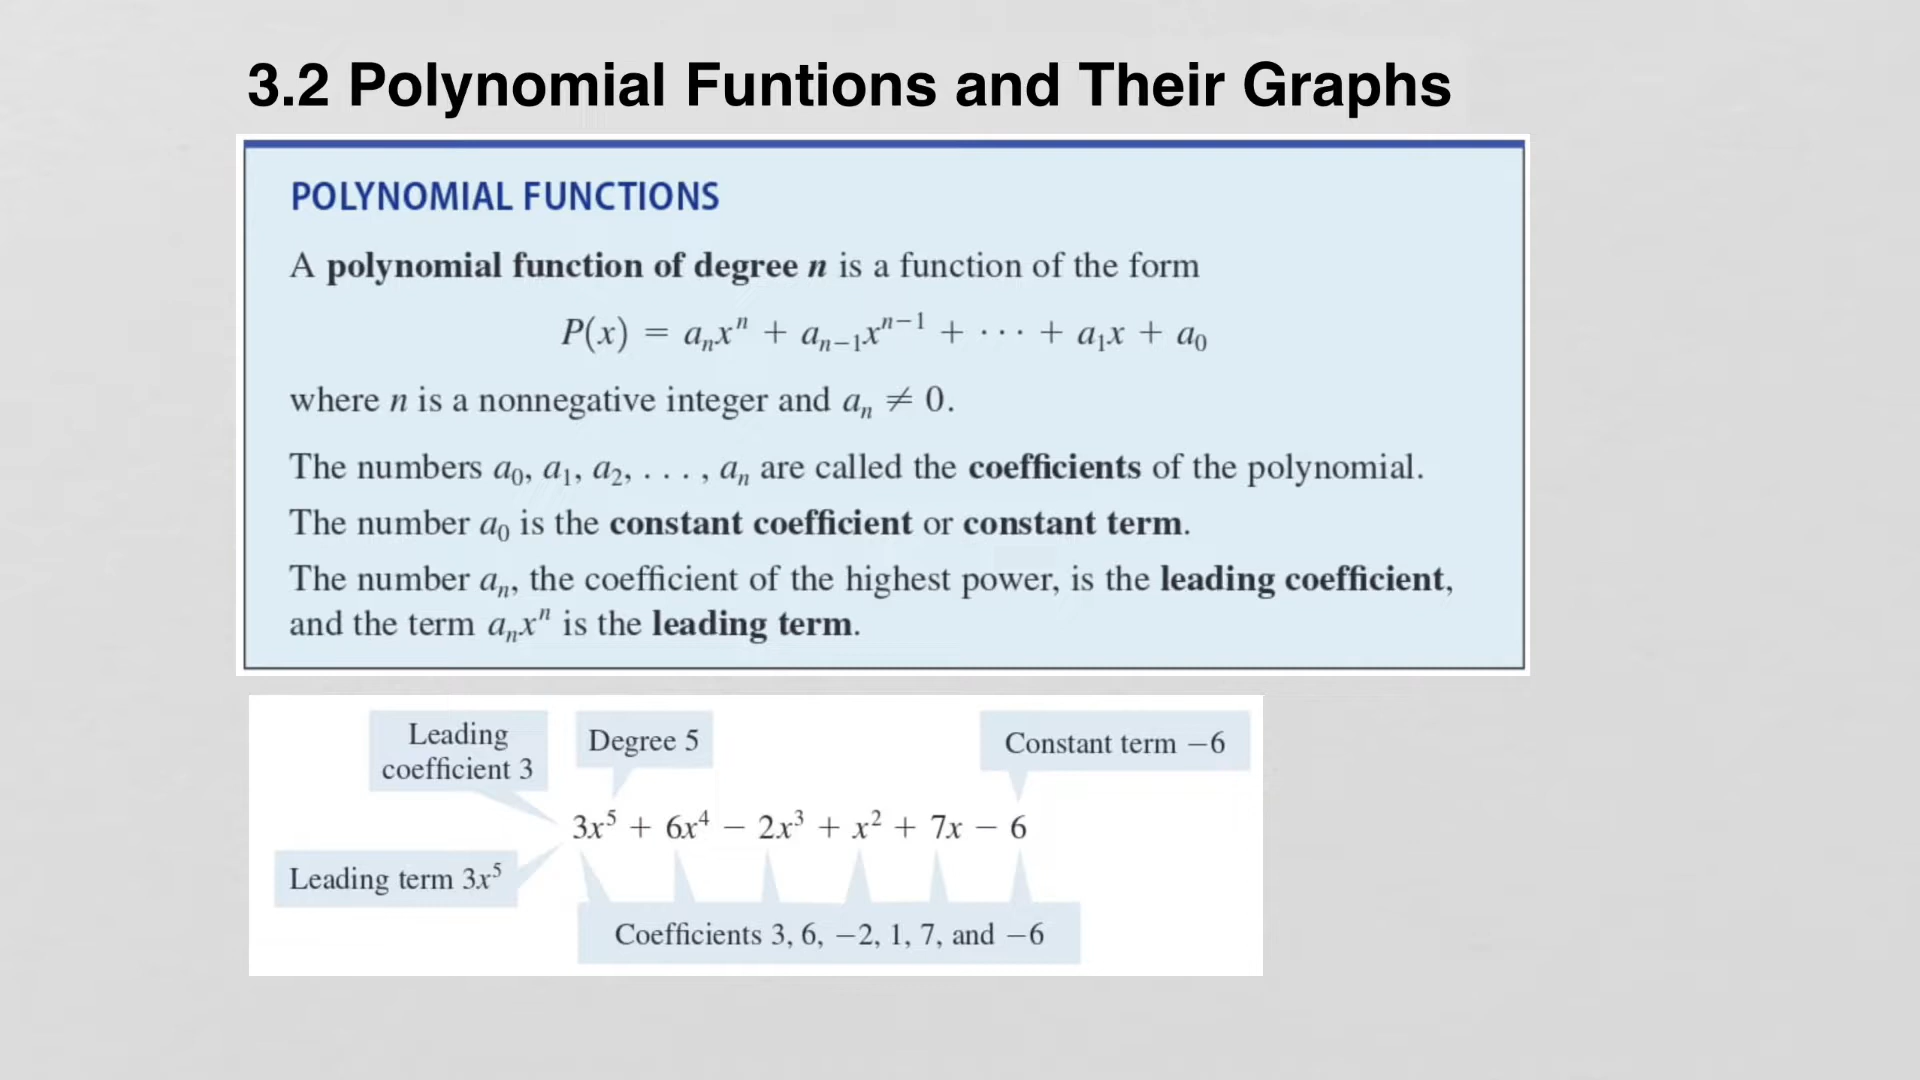 3.2 Polynomial Funtions and Their Graphs
POLYNOMIAL FUNCTIONS
A polynomial function of degree n is a function of the form
P(x) = aₙxⁿ + aₙ₋₁xⁿ⁻¹ + · · · + a₁x + a₀
where n is a nonnegative integer and aₙ ≠ 0.
The numbers a₀, a₁, a₂, . . . , aₙ are called the coefficients of the polynomial.
The number a₀ is the constant coefficient or constant term.
The number aₙ, the coefficient of the highest power, is the leading coefficient,
and the term aₙxⁿ is the leading term.
Leading
coefficient 3
Degree 5
Constant term −6
3x⁵ + 6x⁴ − 2x³ + x² + 7x − 6
Leading term 3x⁵
Coefficients 3, 6, −2, 1, 7, and −6